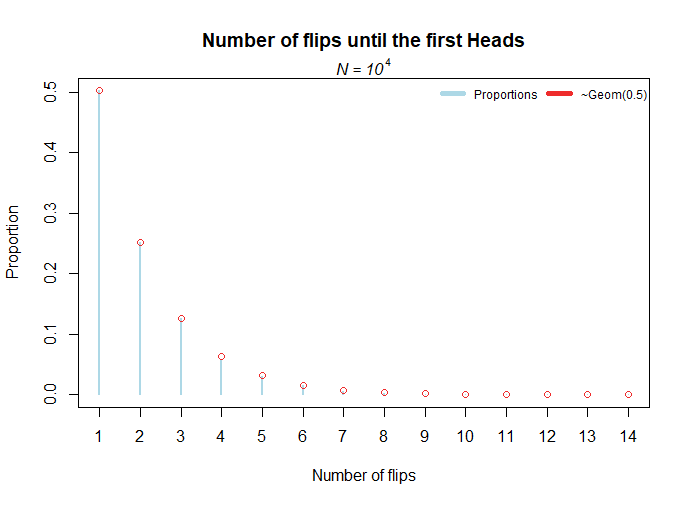 Number of flips until the first Heads
N = 10^4
Proportions ~Geom(0.5)
0.5
0.4
0.3
0.2
0.1
0.0
Proportion
1 2 3 4 5 6 7 8 9 10 11 12 13 14
Number of flips